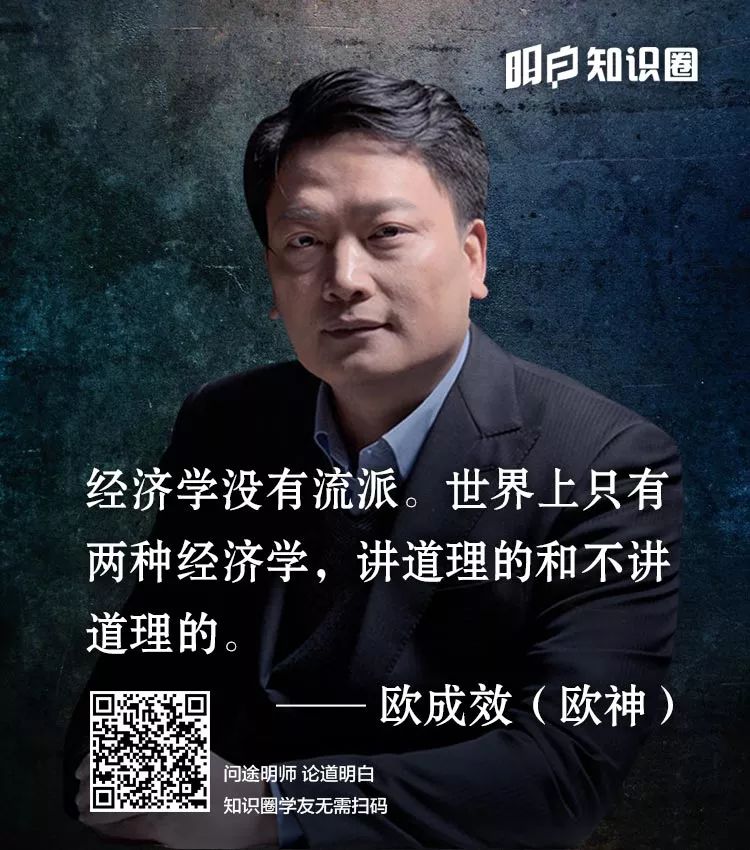 明白知识圈
经济学没有流派。世界上只有
两种经济学，讲道理的和不讲
道理的。
—— 欧成效（欧神）
问途明师 论道明白
知识圈学友无需扫码